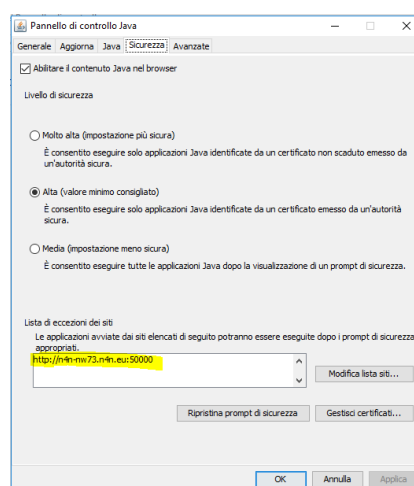 Pannello di controllo Java
Generale Aggiorna Java Sicurezza Avanzate
Abilitare il contenuto Java nel browser
Livello di sicurezza
Molto alta (impostazione più sicura)
È consentito eseguire solo applicazioni Java identificate da un certificato non scaduto emesso da
un'autorità sicura.
Alta (valore minimo consigliato)
È consentito eseguire solo applicazioni Java identificate da un certificato emesso da un'autorità
sicura.
Media (impostazione meno sicura)
È consentito eseguire tutte le applicazioni Java dopo la visualizzazione di un prompt di sicurezza.
Lista di eccezioni dei siti
Le applicazioni avviate dai siti elencati di seguito potranno essere eseguite dopo i prompt di sicurezza
appropriati.
http://n4n-nw73.n4n.eu:50000
Modifica lista siti...
Ripristina prompt di sicurezza Gestisci certificati...
OK Annulla Applica